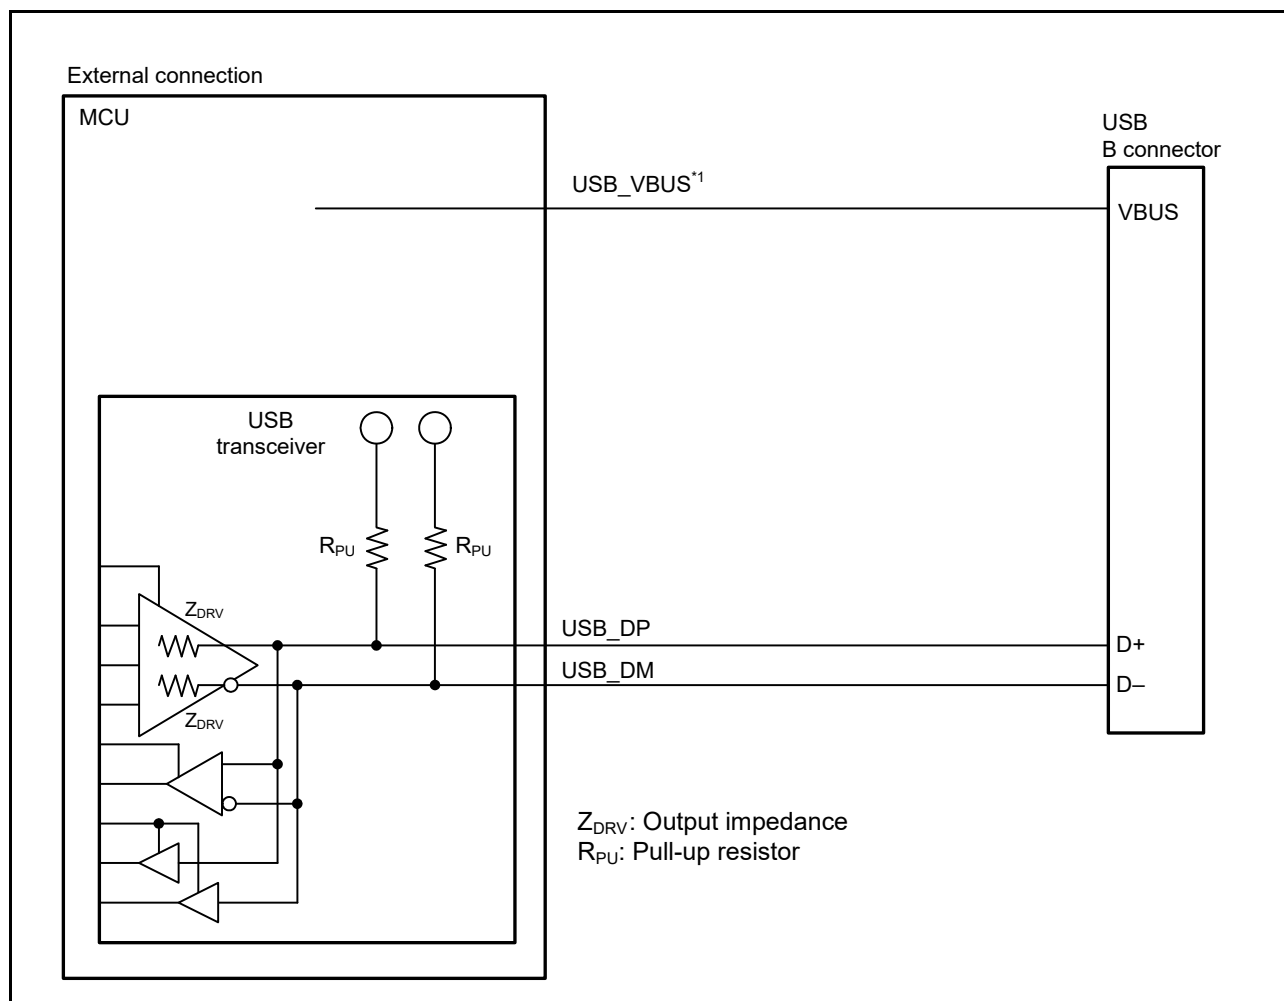 External connection
MCU
USB
B connector
USB_VBUS*1
VBUS
USB
transceiver
RPU
RPU
ZDRV
USB_DP
D+
USB_DM
D–
ZDRV
ZDRV: Output impedance
RPU: Pull-up resistor